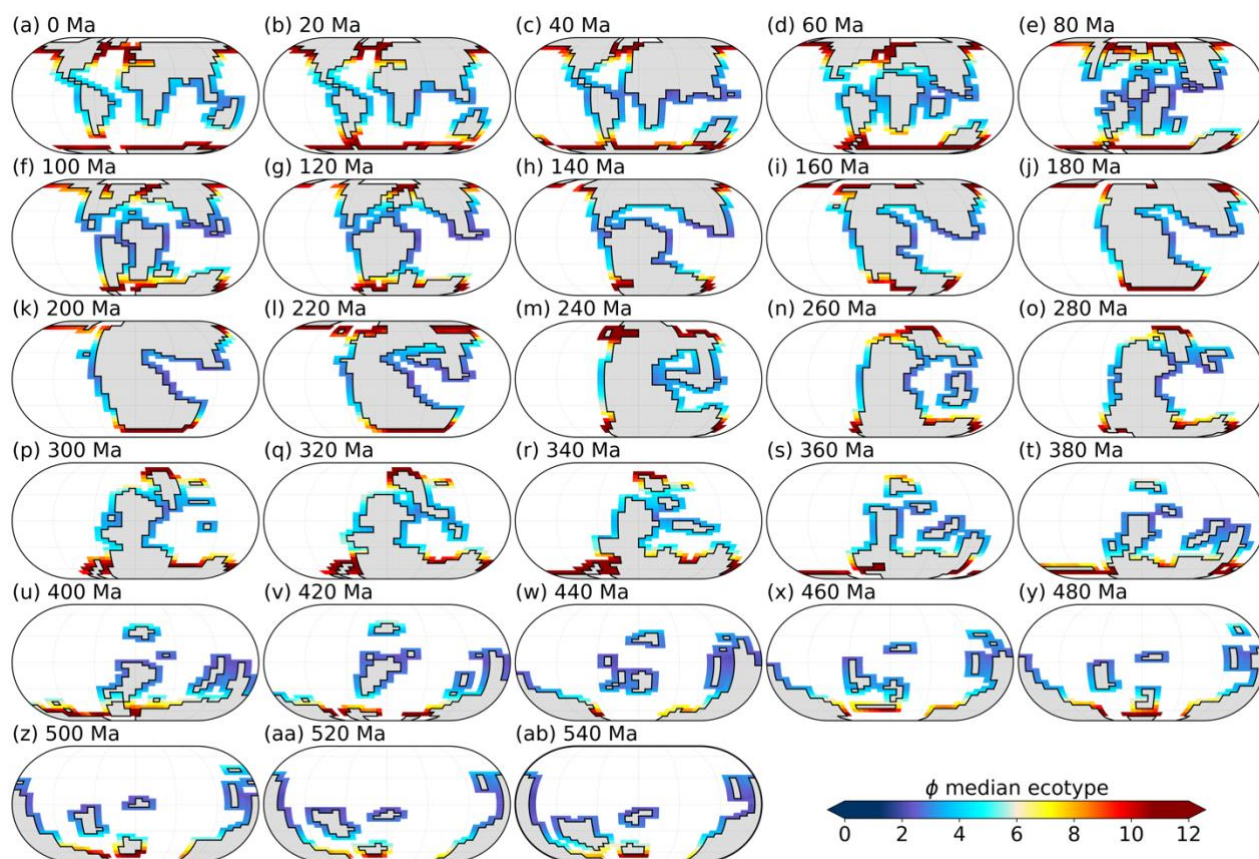 (a) 0 Ma (b) 20 Ma (c) 40 Ma (d) 60 Ma (e) 80 Ma
(f) 100 Ma (g) 120 Ma (h) 140 Ma (i) 160 Ma (j) 180 Ma
(k) 200 Ma (l) 220 Ma (m) 240 Ma (n) 260 Ma (o) 280 Ma
(p) 300 Ma (q) 320 Ma (r) 340 Ma (s) 360 Ma (t) 380 Ma
(u) 400 Ma (v) 420 Ma (w) 440 Ma (x) 460 Ma (y) 480 Ma
(z) 500 Ma (aa) 520 Ma (ab) 540 Ma
ϕ median ecotype
0 2 4 6 8 10 12